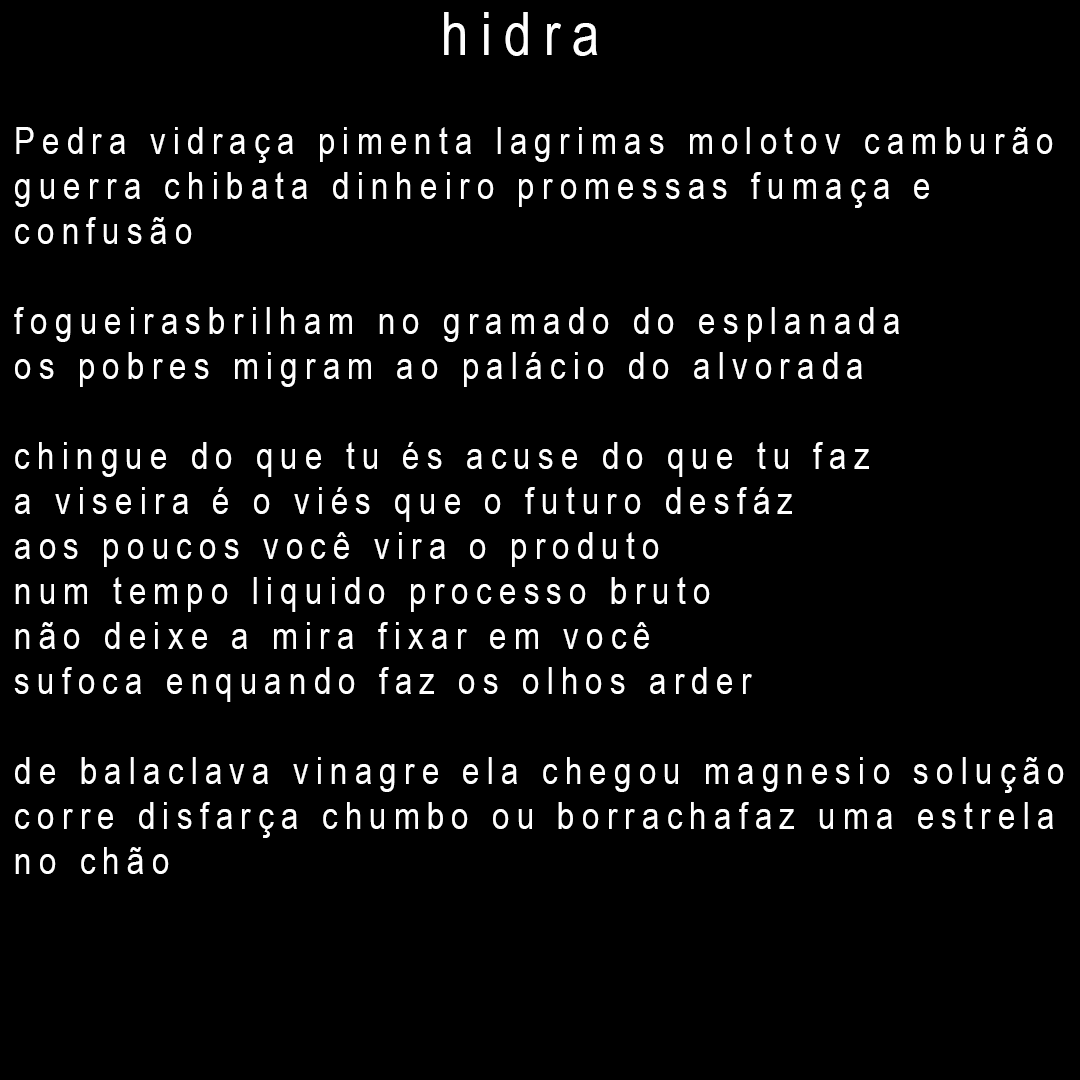 hidra
Pedra vidraça pimenta lagrimas molotov camburão
guerra chibata dinheiro promessas fumaça e
confusão
fogueirasbrilham no gramado do esplanada
os pobres migram ao palácio do alvorada
chingue do que tu és acuse do que tu faz
a viseira é o viés que o futuro desfáz
aos poucos você vira o produto
num tempo liquido processo bruto
não deixe a mira fixar em você
sufoca enquando faz os olhos arder
de balaclava vinagre ela chegou magnesio solução
corre disfarça chumbo ou borrachafaz uma estrela
no chão